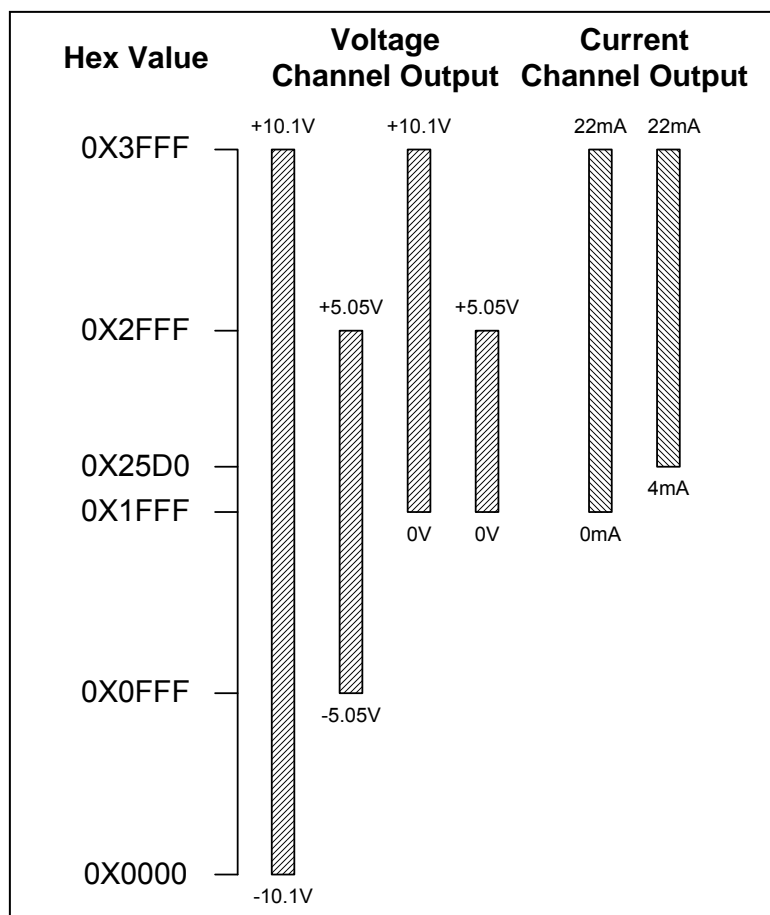 Hex Value
Voltage
Channel Output
Current
Channel Output
+10.1V
+10.1V
22mA
22mA
0X3FFF
+5.05V
+5.05V
0X2FFF
0X25D0
4mA
0X1FFF
0V
0V
0mA
0X0FFF
-5.05V
0X0000
-10.1V